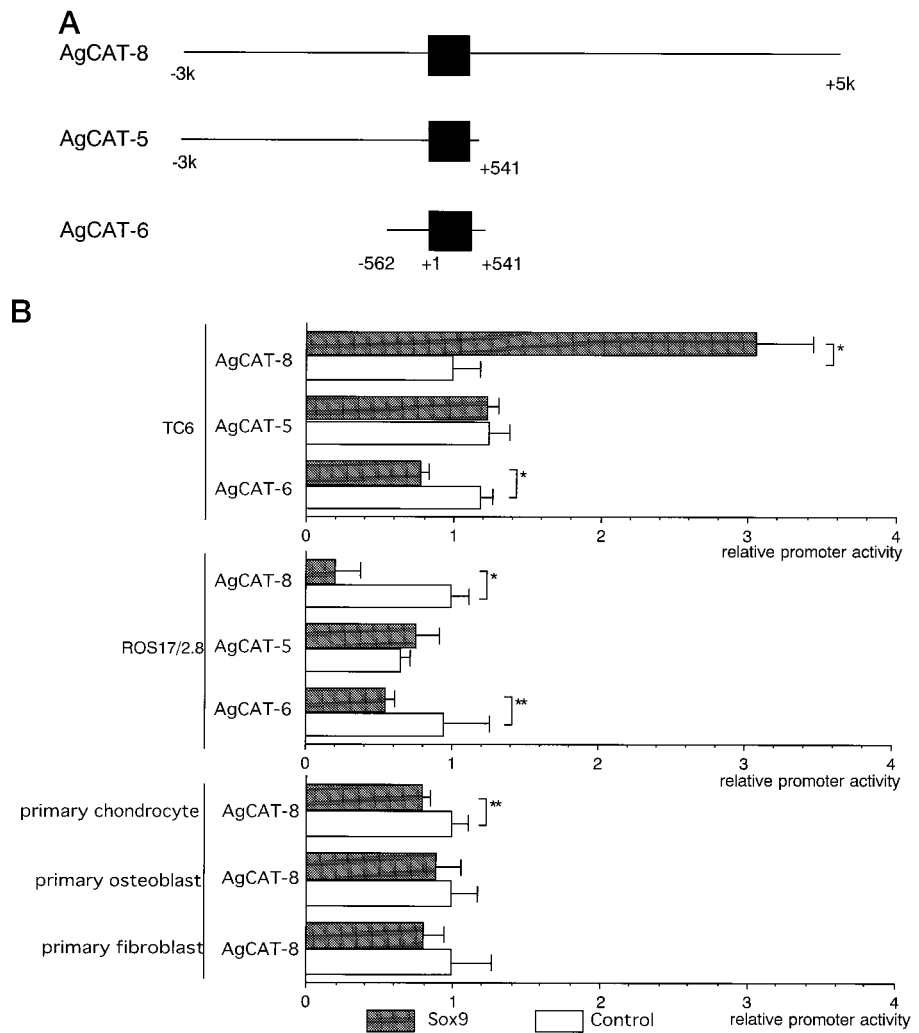 A
AgCAT-8
-3k
+5k
AgCAT-5
-3k
+541
AgCAT-6
-562 +1 +541
B
TC6
AgCAT-8
*
AgCAT-5
AgCAT-6
*
0 1 2 3 4
relative promoter activity
ROS17/2.8
AgCAT-8
*
AgCAT-5
AgCAT-6
**
0 1 2 3 4
relative promoter activity
primary chondrocyte AgCAT-8
**
primary osteoblast AgCAT-8
primary fibroblast AgCAT-8
0 1 2 3 4
relative promoter activity
Sox9 Control